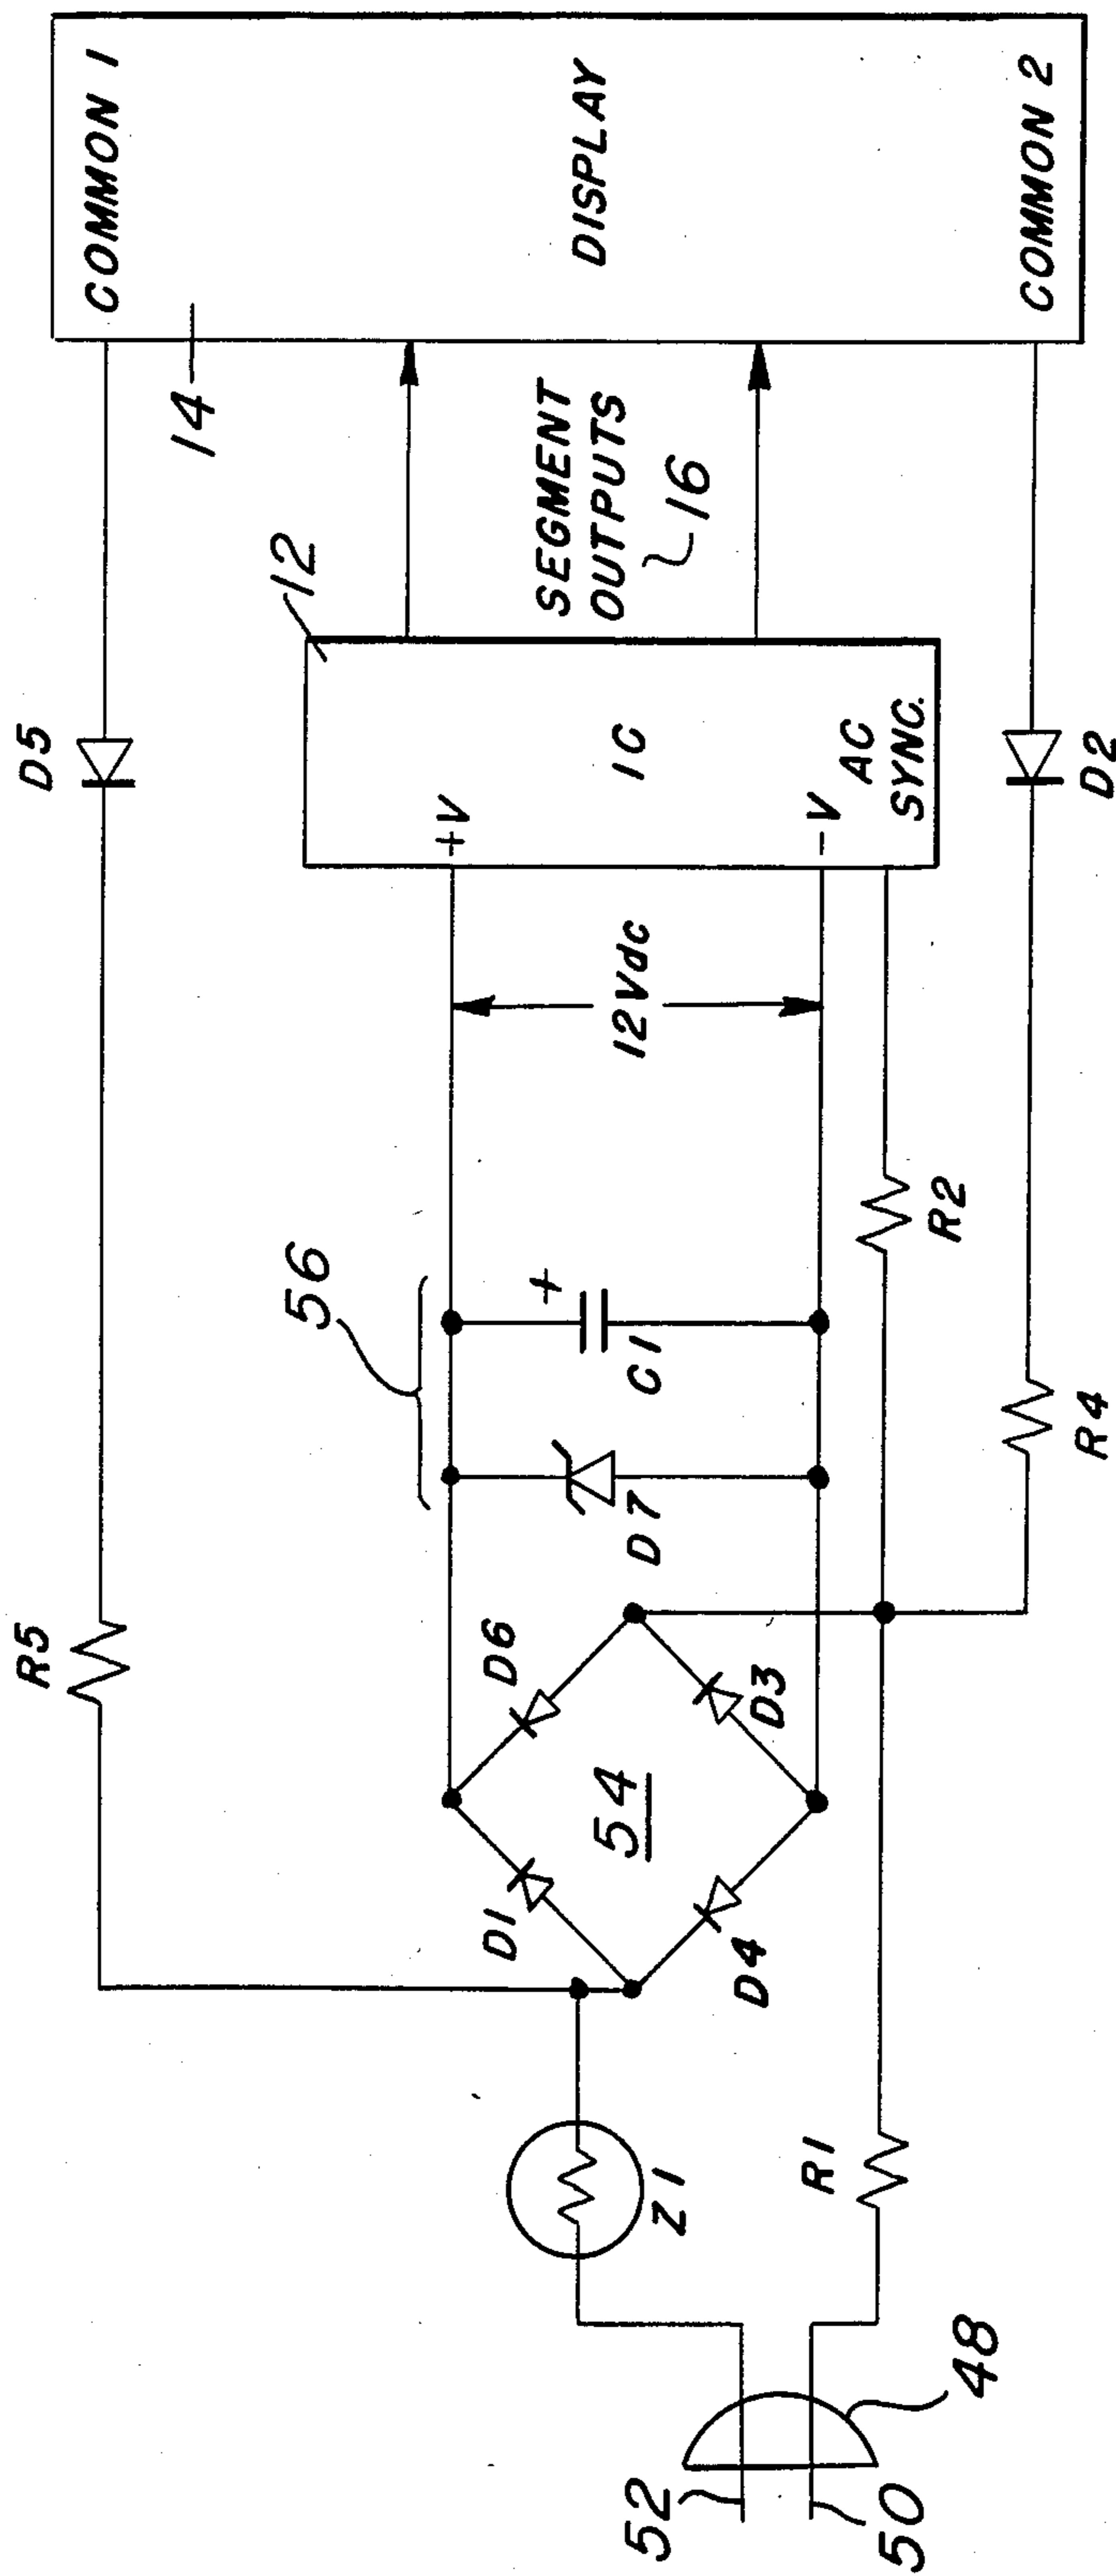 COMMON 1
DISPLAY
COMMON 2
14
SEGMENT
OUTPUTS
16
12
+V
IC
-V
AC
SYNC.
D5
D2
12Vdc
56
+
C1
D7
R2
R4
R5
D6
D3
54
D1
D4
Z1
R1
52
50
48